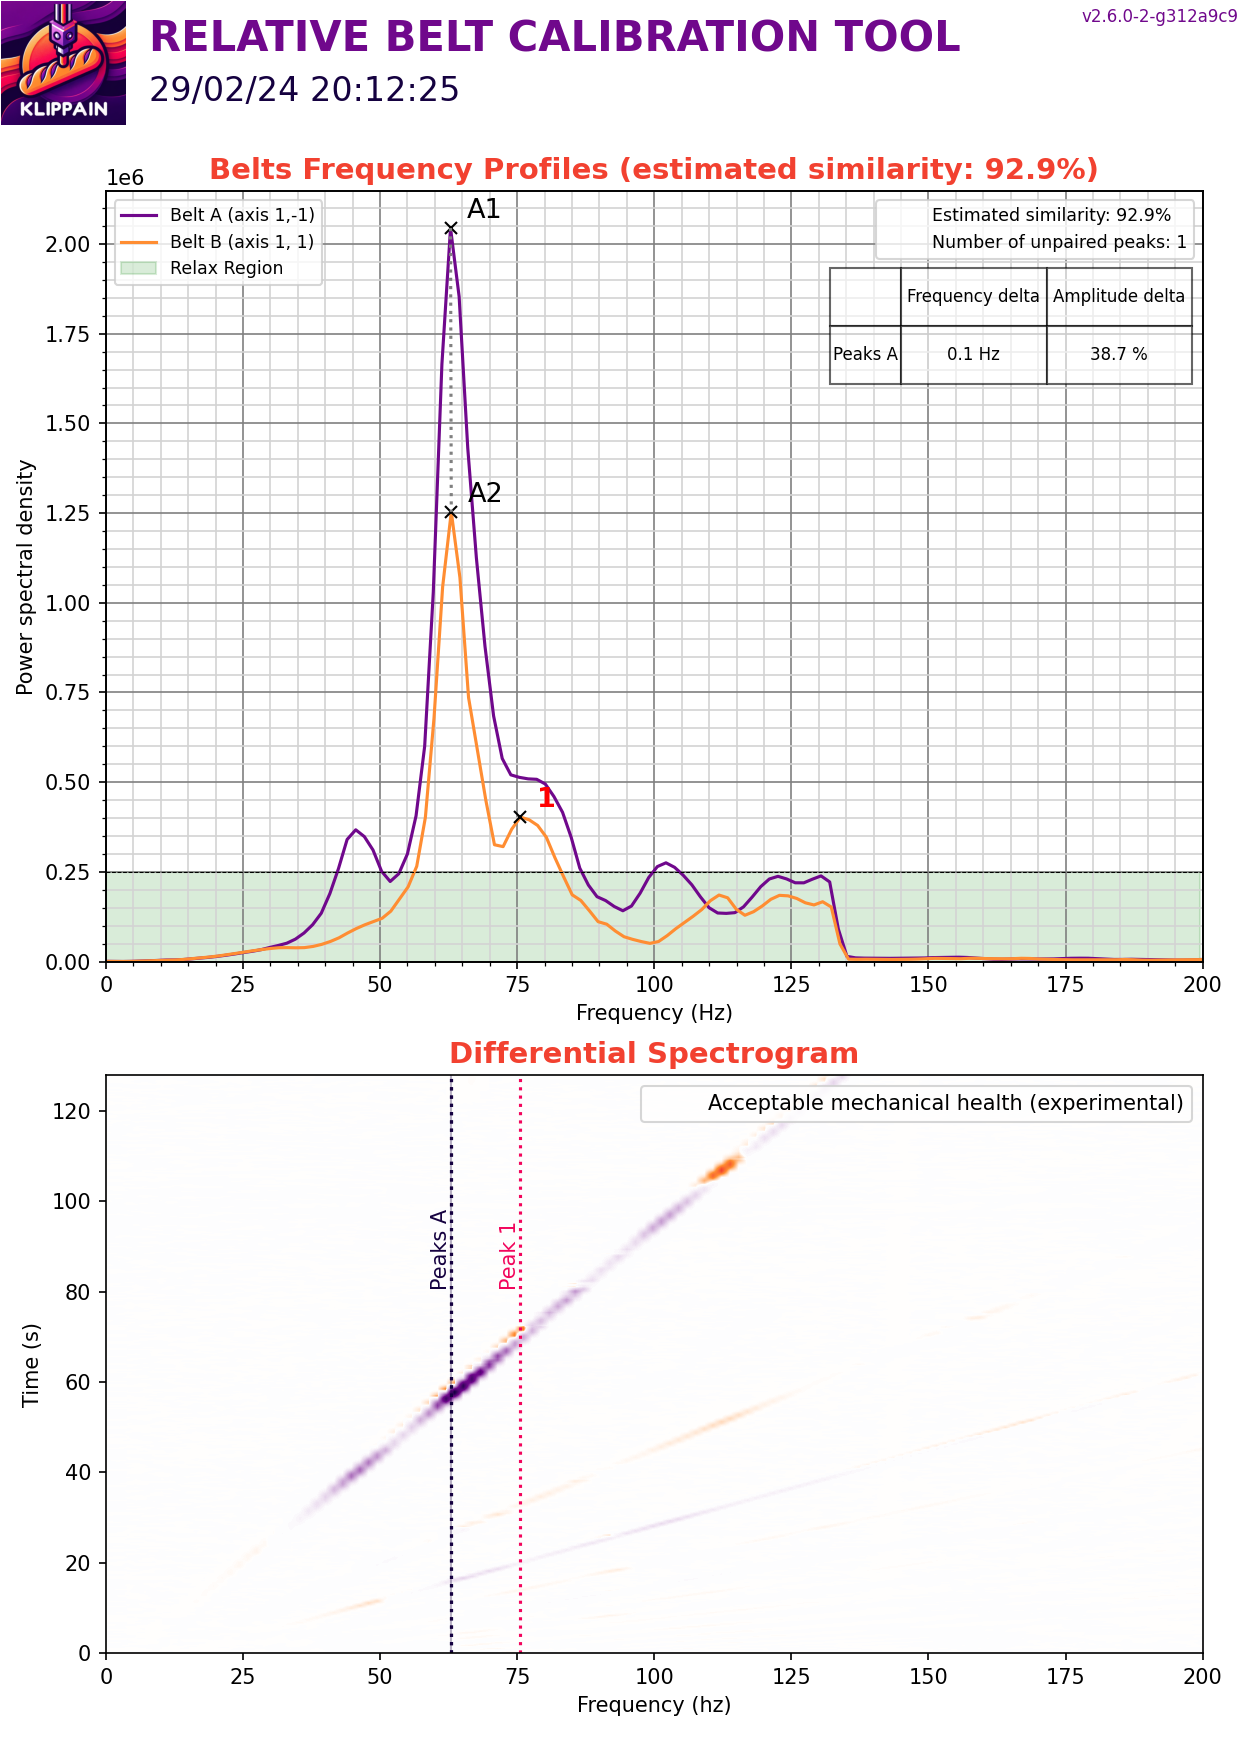 KLIPPAIN
RELATIVE BELT CALIBRATION TOOL
v2.6.0-2-g312a9c9
29/02/24 20:12:25
Belts Frequency Profiles (estimated similarity: 92.9%)
1e6
Belt A (axis 1,-1)
Belt B (axis 1, 1)
Relax Region
Estimated similarity: 92.9%
Number of unpaired peaks: 1
Frequency delta Amplitude delta
Peaks A 0.1 Hz 38.7 %
A1
A2
1
Power spectral density
2.00
1.75
1.50
1.25
1.00
0.75
0.50
0.25
0.00
0 25 50 75 100 125 150 175 200
Frequency (Hz)
Differential Spectrogram
Acceptable mechanical health (experimental)
Peaks A
Peak 1
Time (s)
120
100
80
60
40
20
0
0 25 50 75 100 125 150 175 200
Frequency (hz)